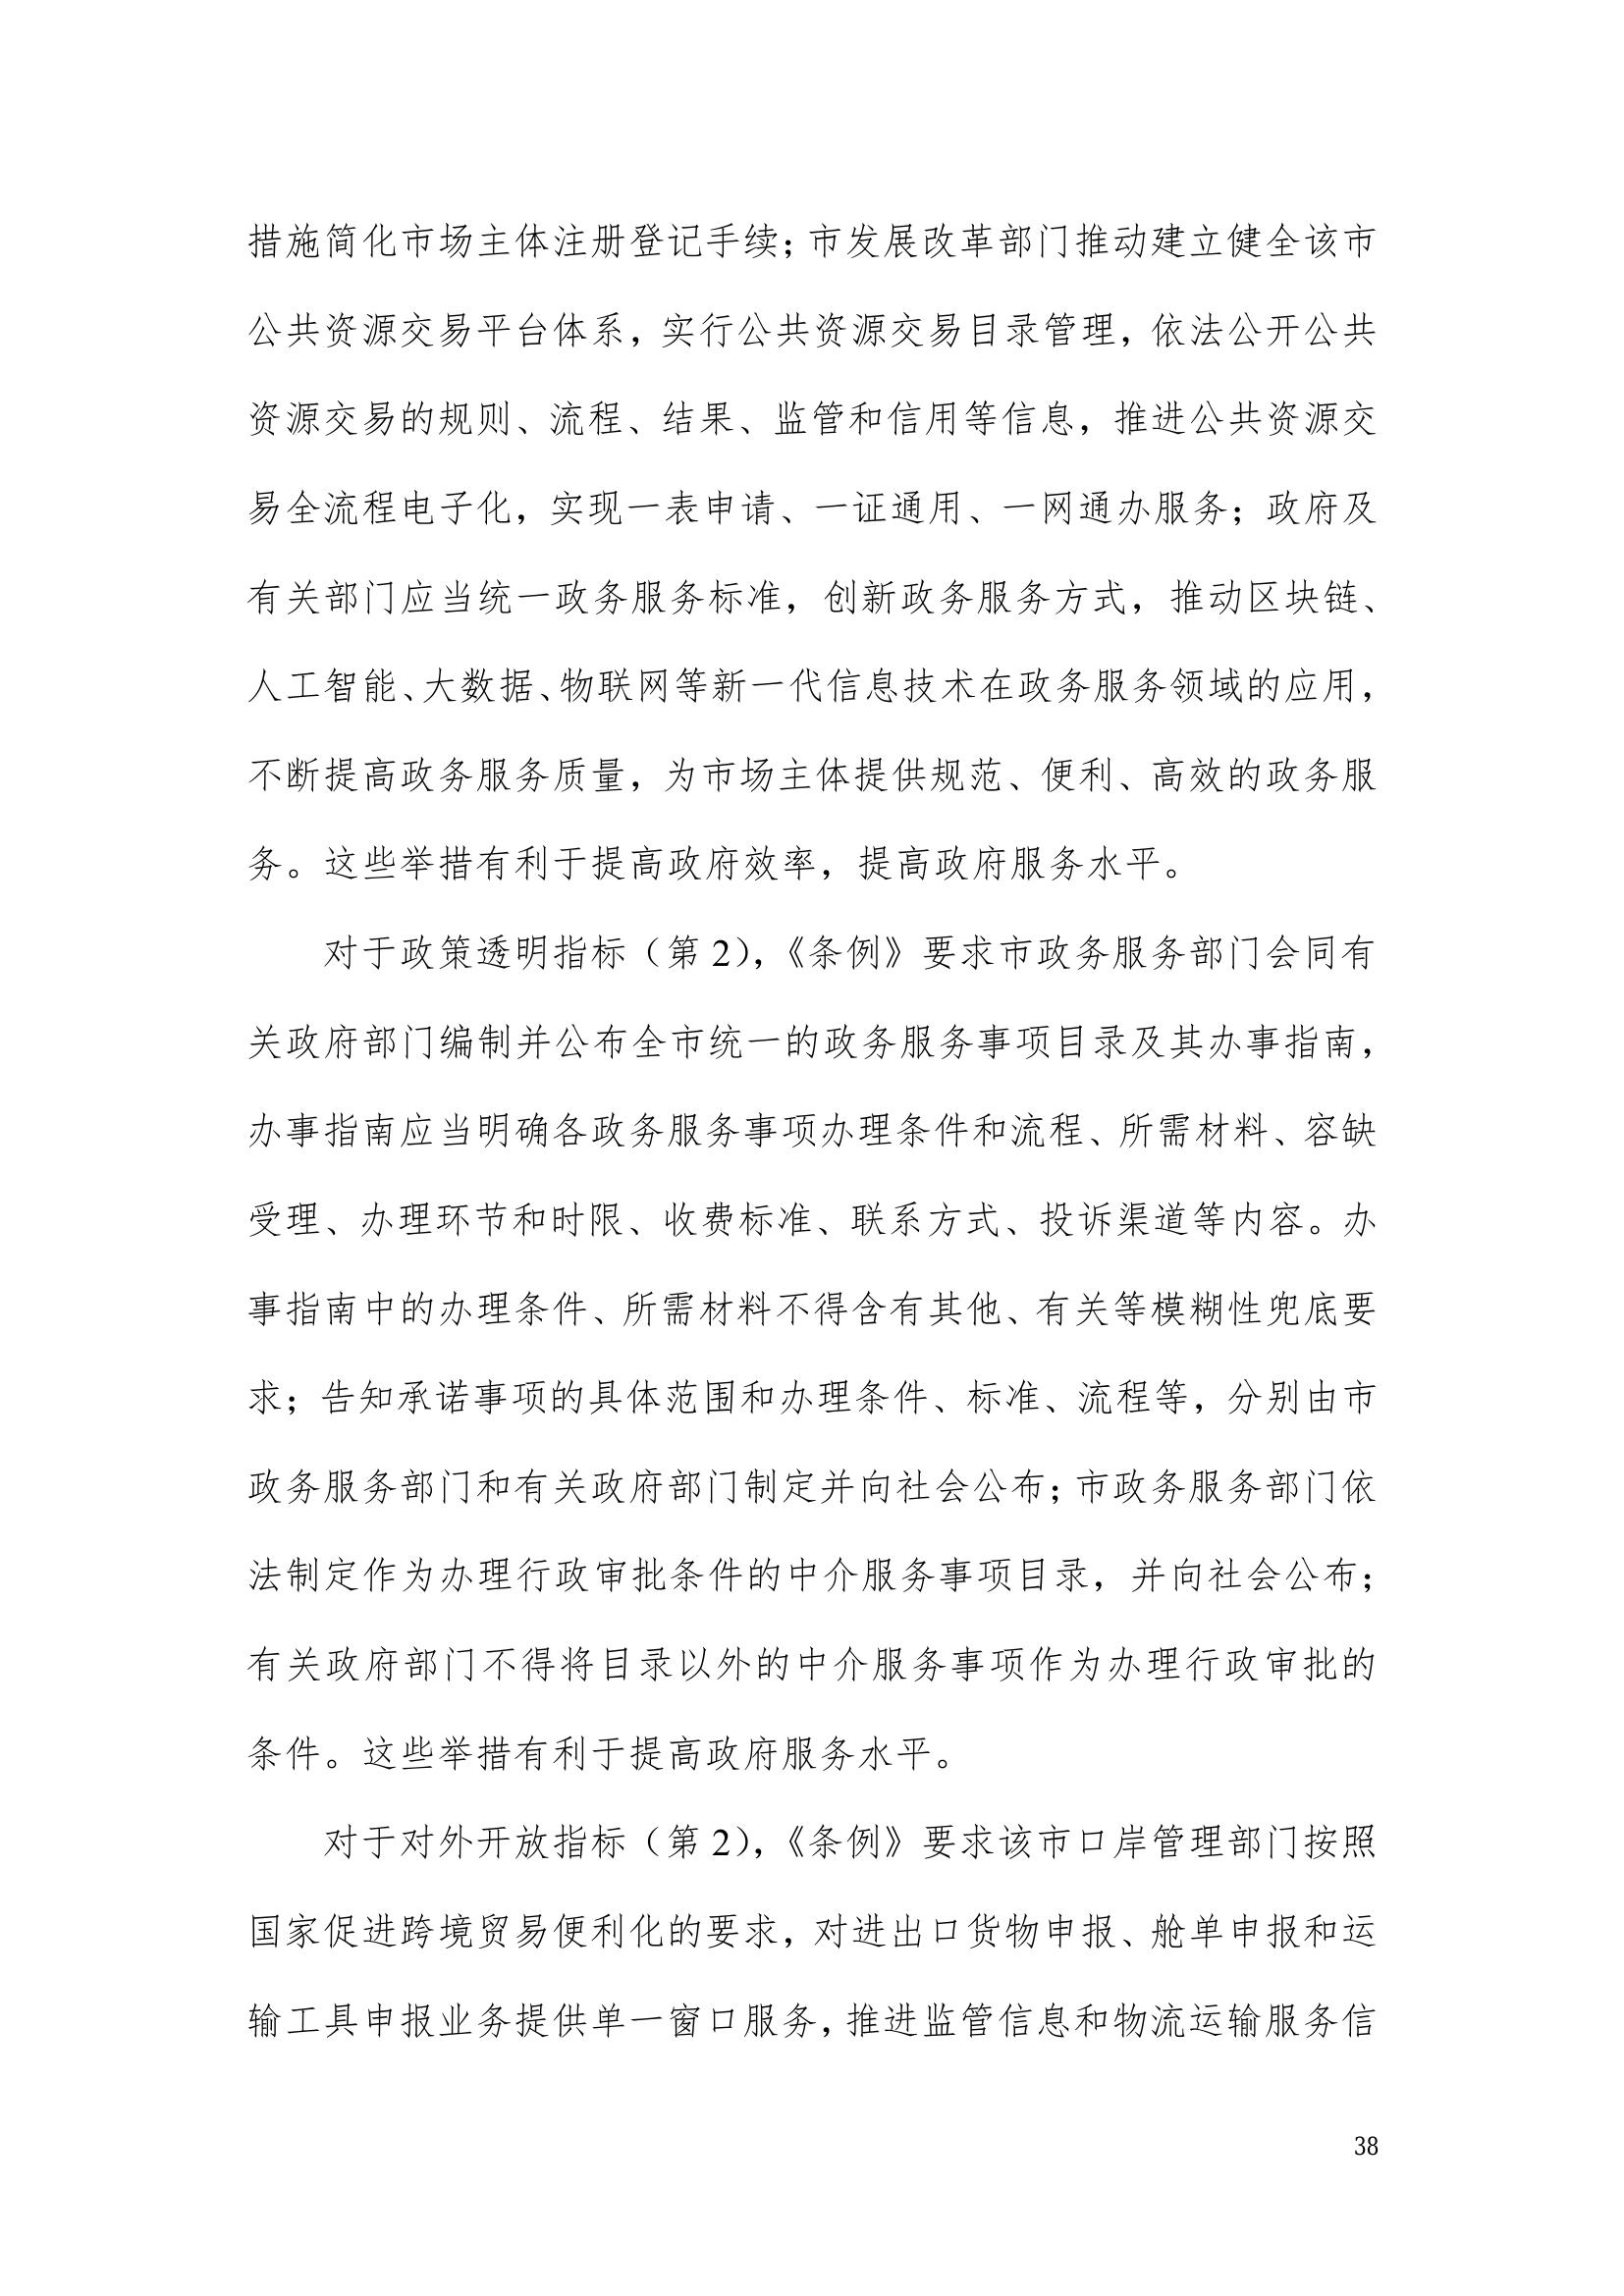 措施简化市场主体注册登记手续；市发展改革部门推动建立健全该市
公共资源交易平台体系，实行公共资源交易目录管理，依法公开公共
资源交易的规则、流程、结果、监管和信用等信息，推进公共资源交
易全流程电子化，实现一表申请、一证通用、一网通办服务；政府及
有关部门应当统一政务服务标准，创新政务服务方式，推动区块链、
人工智能、大数据、物联网等新一代信息技术在政务服务领域的应用，
不断提高政务服务质量，为市场主体提供规范、便利、高效的政务服
务。这些举措有利于提高政府效率，提高政府服务水平。
对于政策透明指标（第 2），《条例》要求市政务服务部门会同有
关政府部门编制并公布全市统一的政务服务事项目录及其办事指南，
办事指南应当明确各政务服务事项办理条件和流程、所需材料、容缺
受理、办理环节和时限、收费标准、联系方式、投诉渠道等内容。办
事指南中的办理条件、所需材料不得含有其他、有关等模糊性兜底要
求；告知承诺事项的具体范围和办理条件、标准、流程等，分别由市
政务服务部门和有关政府部门制定并向社会公布；市政务服务部门依
法制定作为办理行政审批条件的中介服务事项目录，并向社会公布；
有关政府部门不得将目录以外的中介服务事项作为办理行政审批的
条件。这些举措有利于提高政府服务水平。
对于对外开放指标（第 2），《条例》要求该市口岸管理部门按照
国家促进跨境贸易便利化的要求，对进出口货物申报、舱单申报和运
输工具申报业务提供单一窗口服务，推进监管信息和物流运输服务信
38